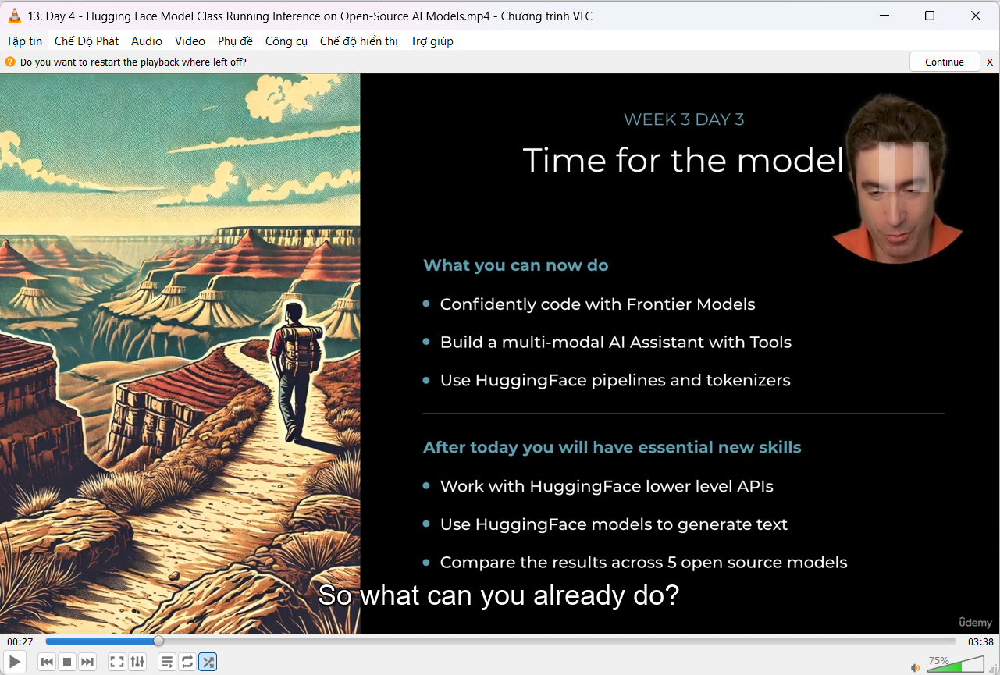 13. Day 4 - Hugging Face Model Class Running Inference on Open-Source AI Models.mp4 - Chương trình VLC
Tập tin Chế Độ Phát Audio Video Phụ đề Công cụ Chế độ hiển thị Trợ giúp
Do you want to restart the playback where left off? Continue X
WEEK 3 DAY 3
Time for the model
What you can now do
Confidently code with Frontier Models
Build a multi-modal AI Assistant with Tools
Use HuggingFace pipelines and tokenizers
After today you will have essential new skills
Work with HuggingFace lower level APIs
Use HuggingFace models to generate text
Compare the results across 5 open source models
So what can you already do?
ûdemy
00:27 03:38
75%